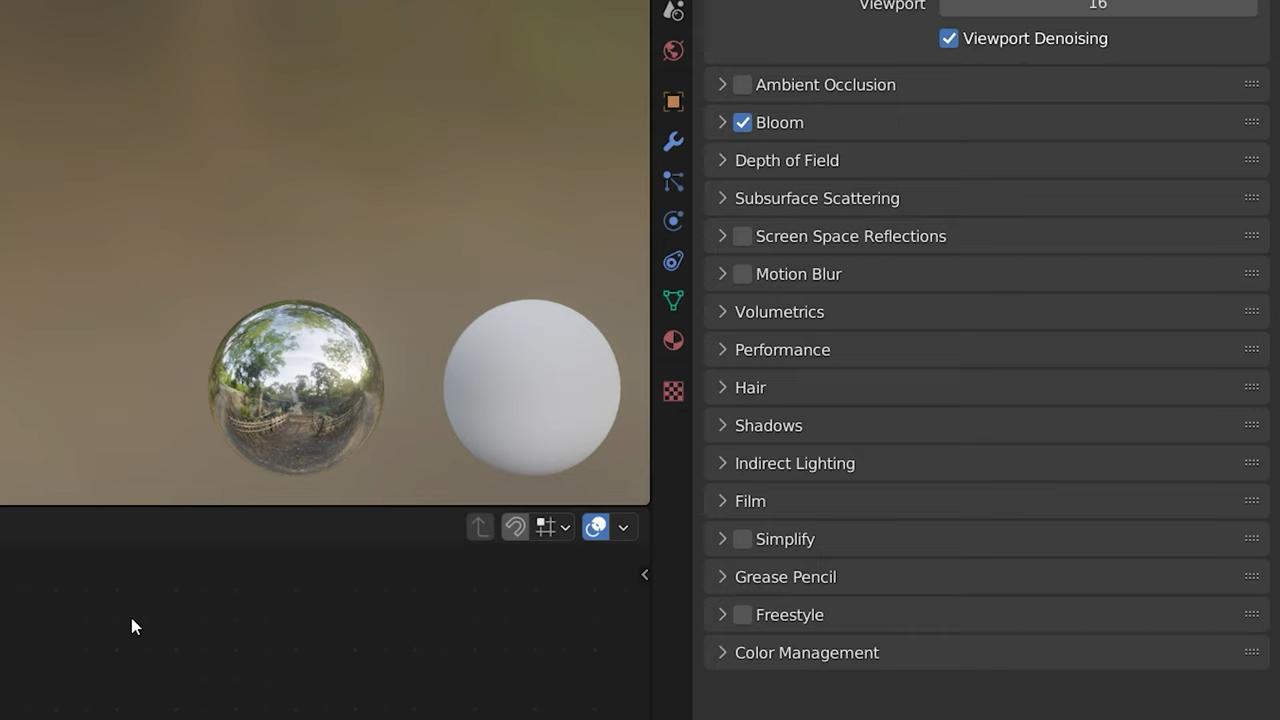 Viewport 16
Viewport Denoising
Ambient Occlusion
Bloom
Depth of Field
Subsurface Scattering
Screen Space Reflections
Motion Blur
Volumetrics
Performance
Hair
Shadows
Indirect Lighting
Film
Simplify
Grease Pencil
Freestyle
Color Management